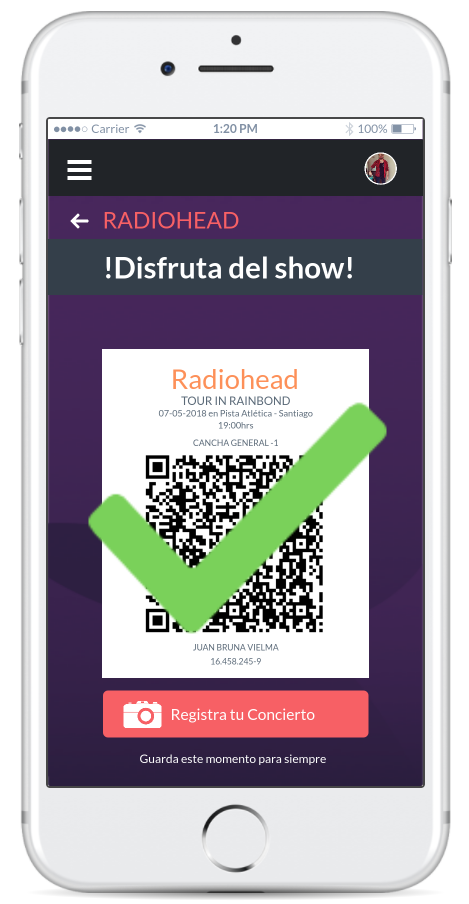 Carrier
1:20 PM
100%
RADIOHEAD
!Disfruta del show!
Radiohead
TOUR IN RAINBOND
07-05-2018 en Pista Atlética - Santiago
19:00hrs
CANCHA GENERAL -1
JUAN BRUNA VIELMA
16.458.245-9
Registra tu Concierto
Guarda este momento para siempre